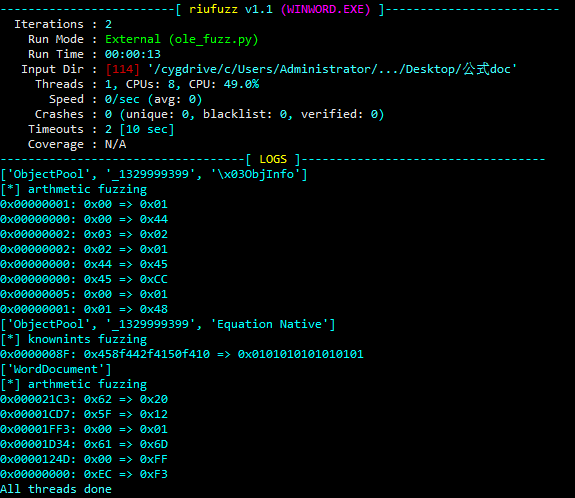 -------------------------[ riufuzz v1.1 (WINWORD.EXE) ]-------------------------
Iterations : 2
Run Mode : External (ole_fuzz.py)
Run Time : 00:00:13
Input Dir : [114] '/cygdrive/c/Users/Administrator/.../Desktop/公式doc'
Threads : 1, CPUs: 8, CPU: 49.0%
Speed : 0/sec (avg: 0)
Crashes : 0 (unique: 0, blacklist: 0, verified: 0)
Timeouts : 2 [10 sec]
Coverage : N/A
-----------------------------------[ LOGS ]-----------------------------------
['ObjectPool', '_1329999399', '\x03ObjInfo']
[*] arithmetic fuzzing
0x00000001: 0x00 => 0x01
0x00000000: 0x00 => 0x44
0x00000002: 0x03 => 0x02
0x00000002: 0x02 => 0x01
0x00000000: 0x44 => 0x45
0x00000000: 0x45 => 0xCC
0x00000005: 0x00 => 0x01
0x00000001: 0x01 => 0x48
['ObjectPool', '_1329999399', 'Equation Native']
[*] knownints fuzzing
0x0000008F: 0x458f442f4150f410 => 0x0101010101010101
['WordDocument']
[*] arithmetic fuzzing
0x000021C3: 0x62 => 0x20
0x00001CD7: 0x5F => 0x12
0x00001FF3: 0x00 => 0x01
0x00001D34: 0x61 => 0x6D
0x0000124D: 0x00 => 0xFF
0x00000000: 0xEC => 0xF3
All threads done